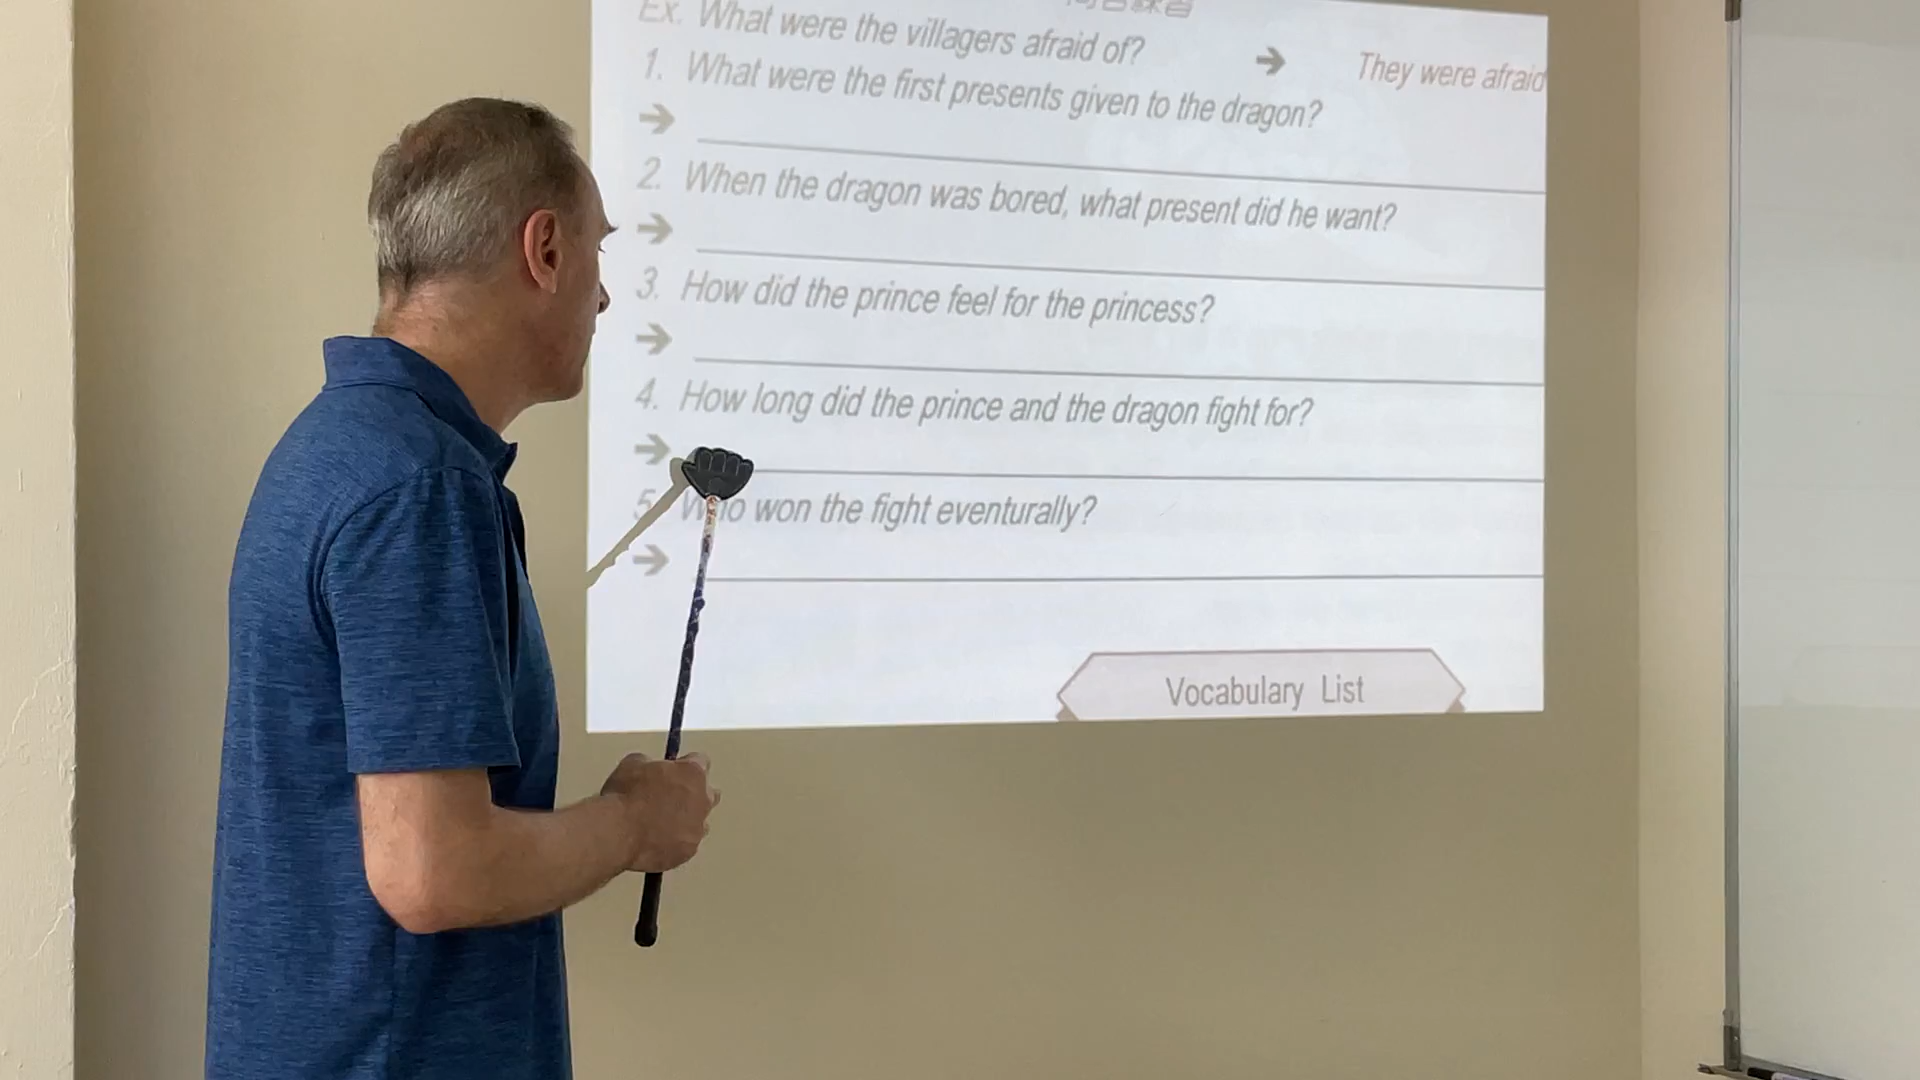 Ex. What were the villagers afraid of? ➔ They were afraid
1. What were the first presents given to the dragon?
➔
2. When the dragon was bored, what present did he want?
➔
3. How did the prince feel for the princess?
➔
4. How long did the prince and the dragon fight for?
➔
5. Who won the fight eventurally?
➔
Vocabulary List